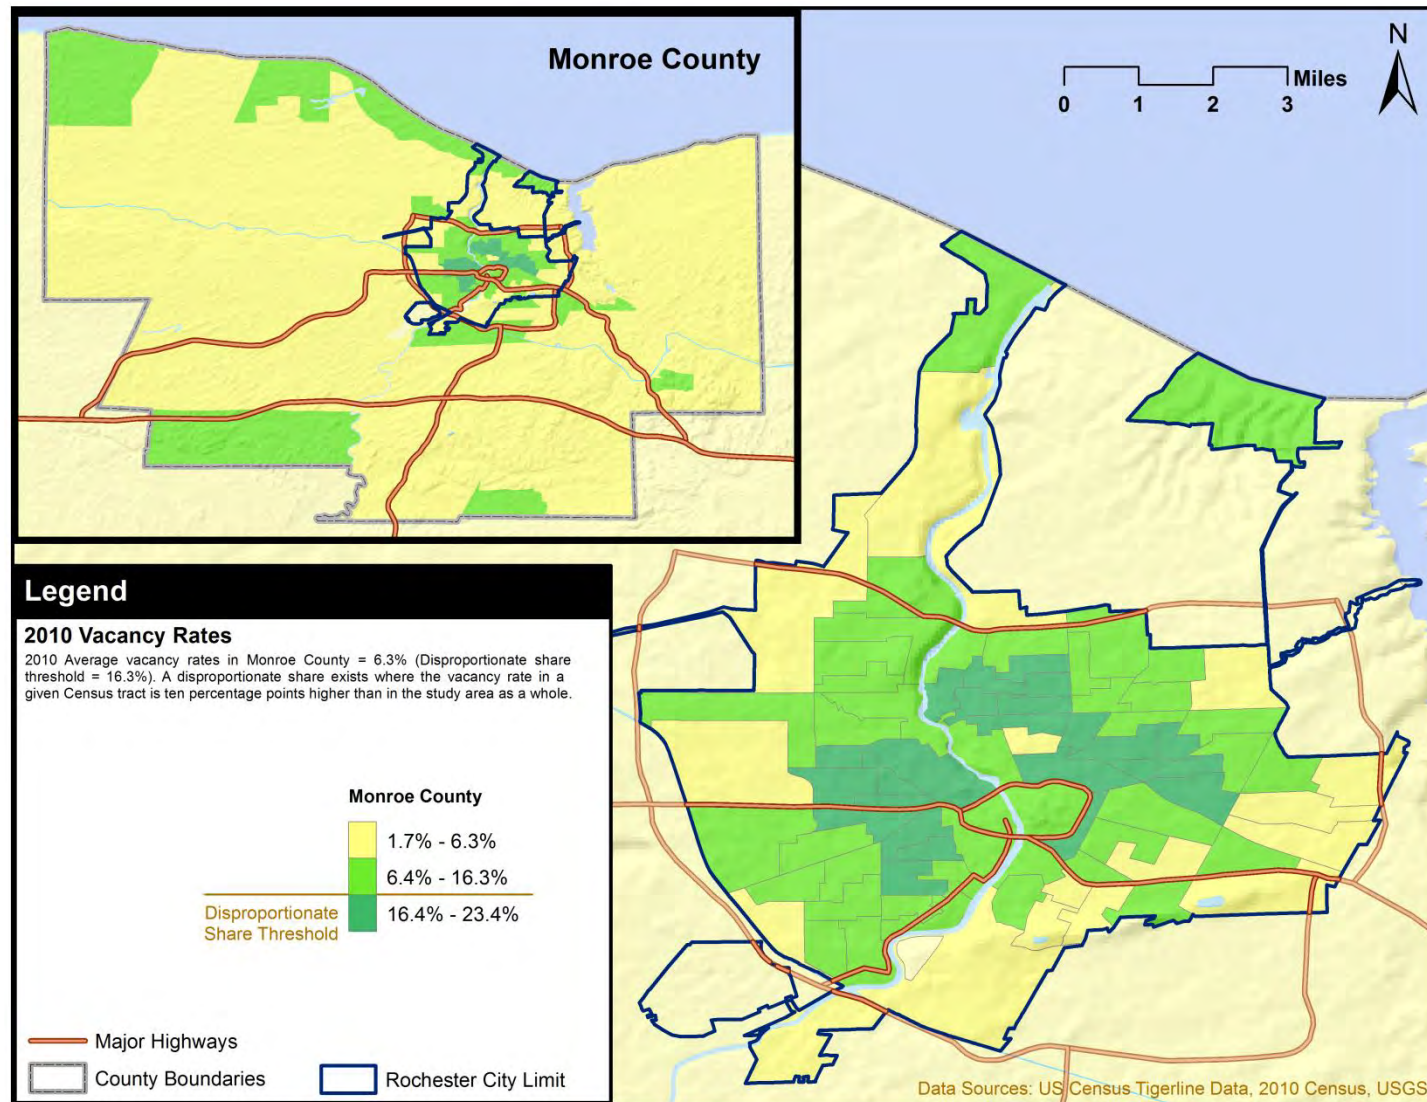 Monroe County
N
Miles
0 1 2 3
Legend
2010 Vacancy Rates
2010 Average vacancy rates in Monroe County = 6.3% (Disproportionate share
threshold = 16.3%). A disproportionate share exists where the vacancy rate in a
given Census tract is ten percentage points higher than in the study area as a whole.
Monroe County
1.7% - 6.3%
6.4% - 16.3%
16.4% - 23.4%
Disproportionate
Share Threshold
Major Highways
County Boundaries
Rochester City Limit
Data Sources: US Census Tigerline Data, 2010 Census, USGS